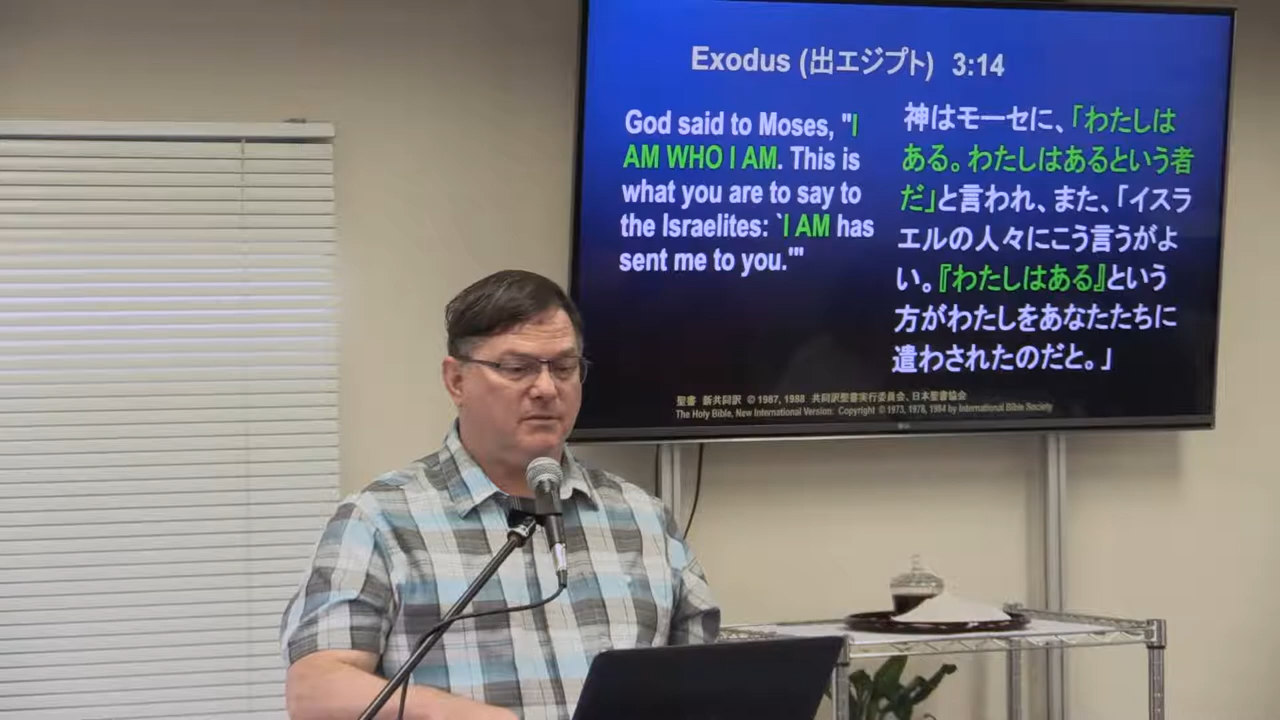 Exodus (出エジプト) 3:14
God said to Moses, "I
AM WHO I AM. This is
what you are to say to
the Israelites: `I AM has
sent me to you.'"
神はモーセに、「わたしは
ある。わたしはあるという者
だ」と言われ、また、「イスラ
エルの人々にこう言うがよ
い。『わたしはある』という
方がわたしをあなたたちに
遣わされたのだと。」
聖書 新共同訳 © 1987, 1988 共同訳聖書実行委員会、日本聖書協会
The Holy Bible, New International Version: Copyright © 1973, 1978, 1984 by International Bible Society
LG